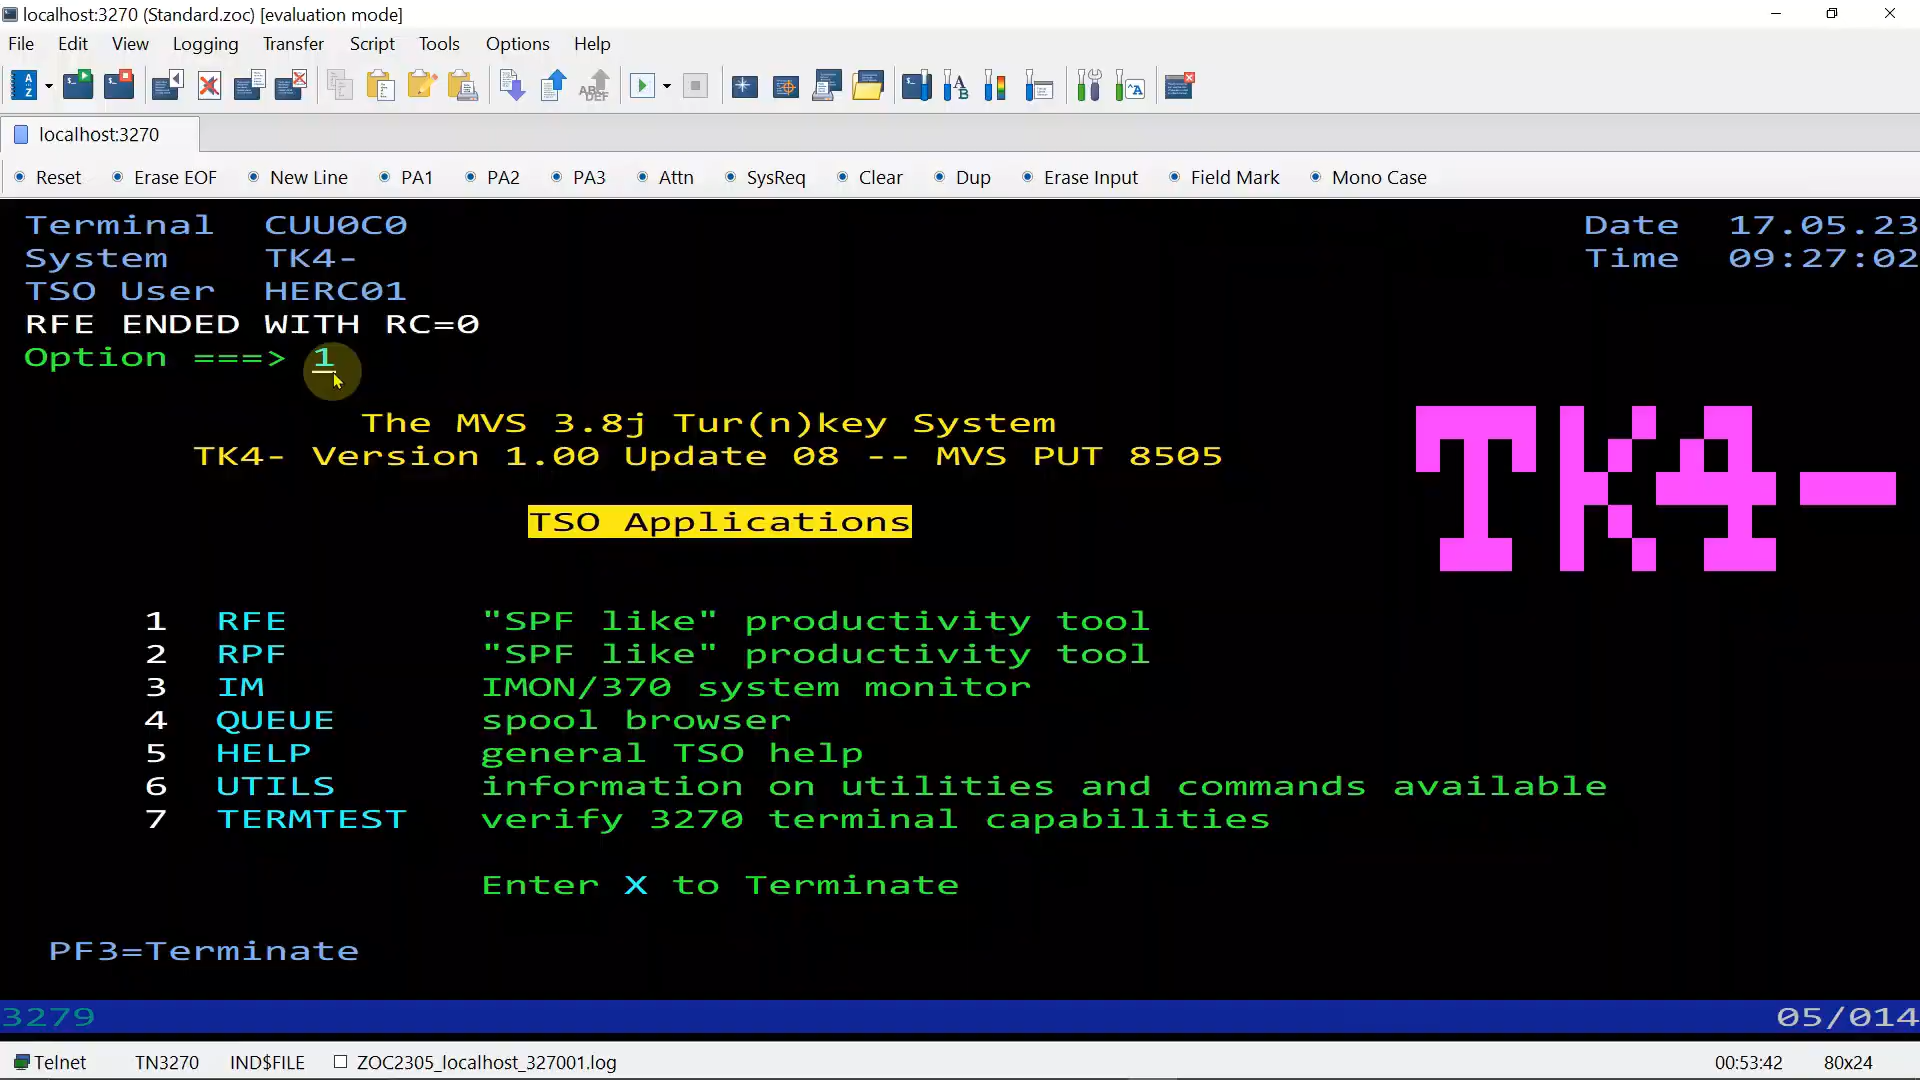 localhost:3270 (Standard.zoc) [evaluation mode]
File Edit View Logging Transfer Script Tools Options Help
localhost:3270
Reset Erase EOF New Line PA1 PA2 PA3 Attn SysReq Clear Dup Erase Input Field Mark Mono Case
Terminal CUU0C0 Date 17.05.23
System TK4- Time 09:27:02
TSO User HERC01
RFE ENDED WITH RC=0
Option ===> 1
The MVS 3.8j Tur(n)key System
TK4- Version 1.00 Update 08 -- MVS PUT 8505
TK4-
TSO Applications
1 RFE "SPF like" productivity tool
2 RPF "SPF like" productivity tool
3 IM IMON/370 system monitor
4 QUEUE spool browser
5 HELP general TSO help
6 UTILS information on utilities and commands available
7 TERMTEST verify 3270 terminal capabilities
Enter X to Terminate
PF3=Terminate
3279 05/014
Telnet TN3270 IND$FILE ZOC2305_localhost_327001.log 00:53:42 80x24